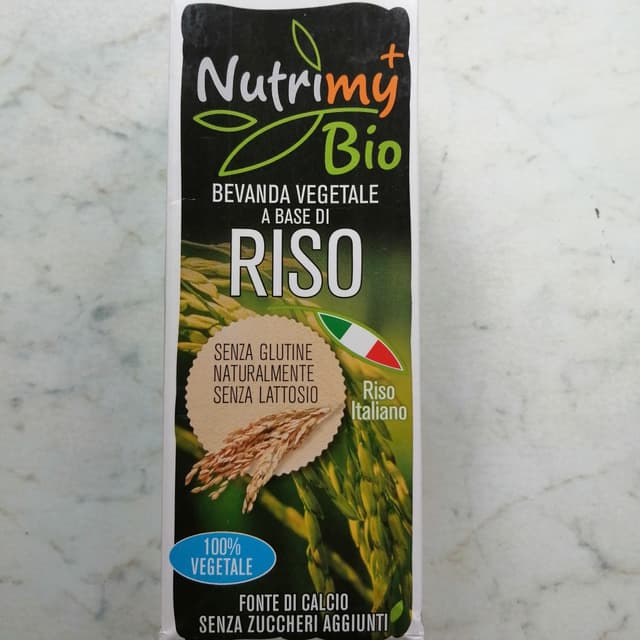 Nutrimy+
Bio
BEVANDA VEGETALE
A BASE DI
RISO
SENZA GLUTINE
NATURALMENTE
SENZA LATTOSIO
Riso
Italiano
100%
VEGETALE
FONTE DI CALCIO
SENZA ZUCCHERI AGGIUNTI